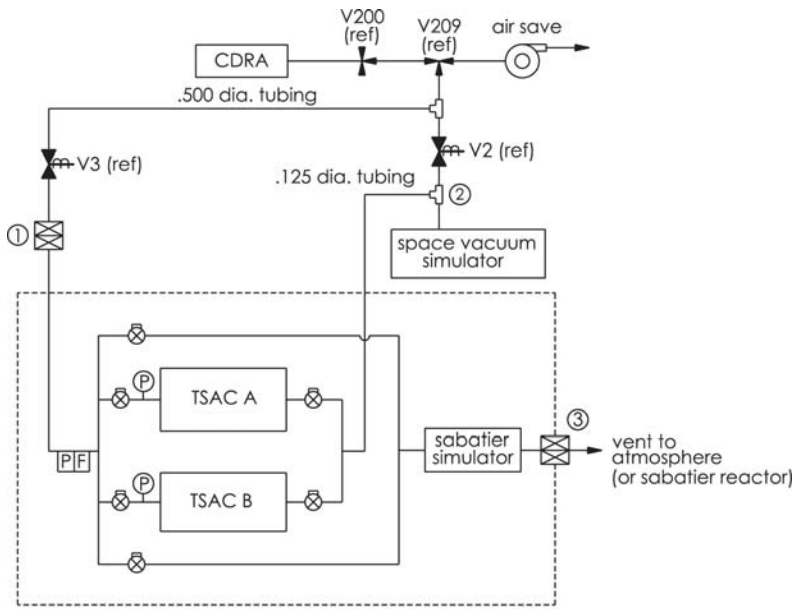 V200
(ref)
V209
(ref)
air save
CDRA
.500 dia. tubing
V3 (ref)
V2 (ref)
.125 dia. tubing
2
1
space vacuum
simulator
P
TSAC A
3
sabatier
simulator
vent to
atmosphere
(or sabatier reactor)
P F
P
TSAC B